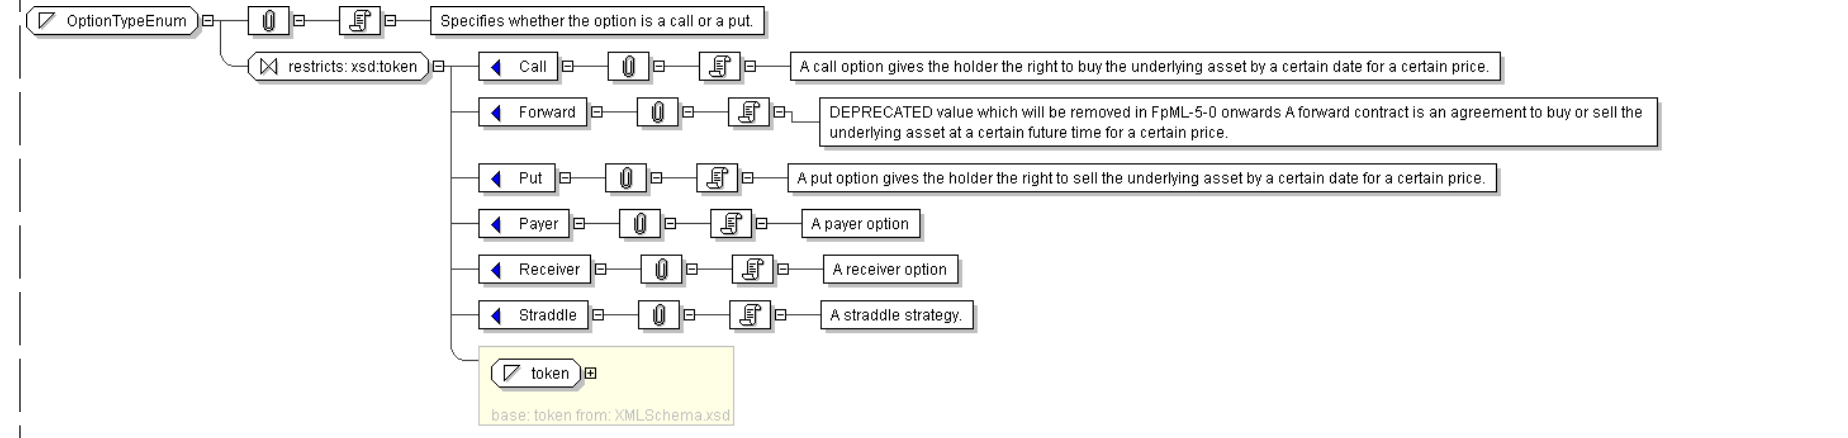 OptionTypeEnum
Specifies whether the option is a call or a put.
restricts: xsd:token
Call
A call option gives the holder the right to buy the underlying asset by a certain date for a certain price.
Forward
DEPRECATED value which will be removed in FpML-5-0 onwards A forward contract is an agreement to buy or sell the
underlying asset at a certain future time for a certain price.
Put
A put option gives the holder the right to sell the underlying asset by a certain date for a certain price.
Payer
A payer option
Receiver
A receiver option
Straddle
A straddle strategy.
token
base: token from: XMLSchema.xsd